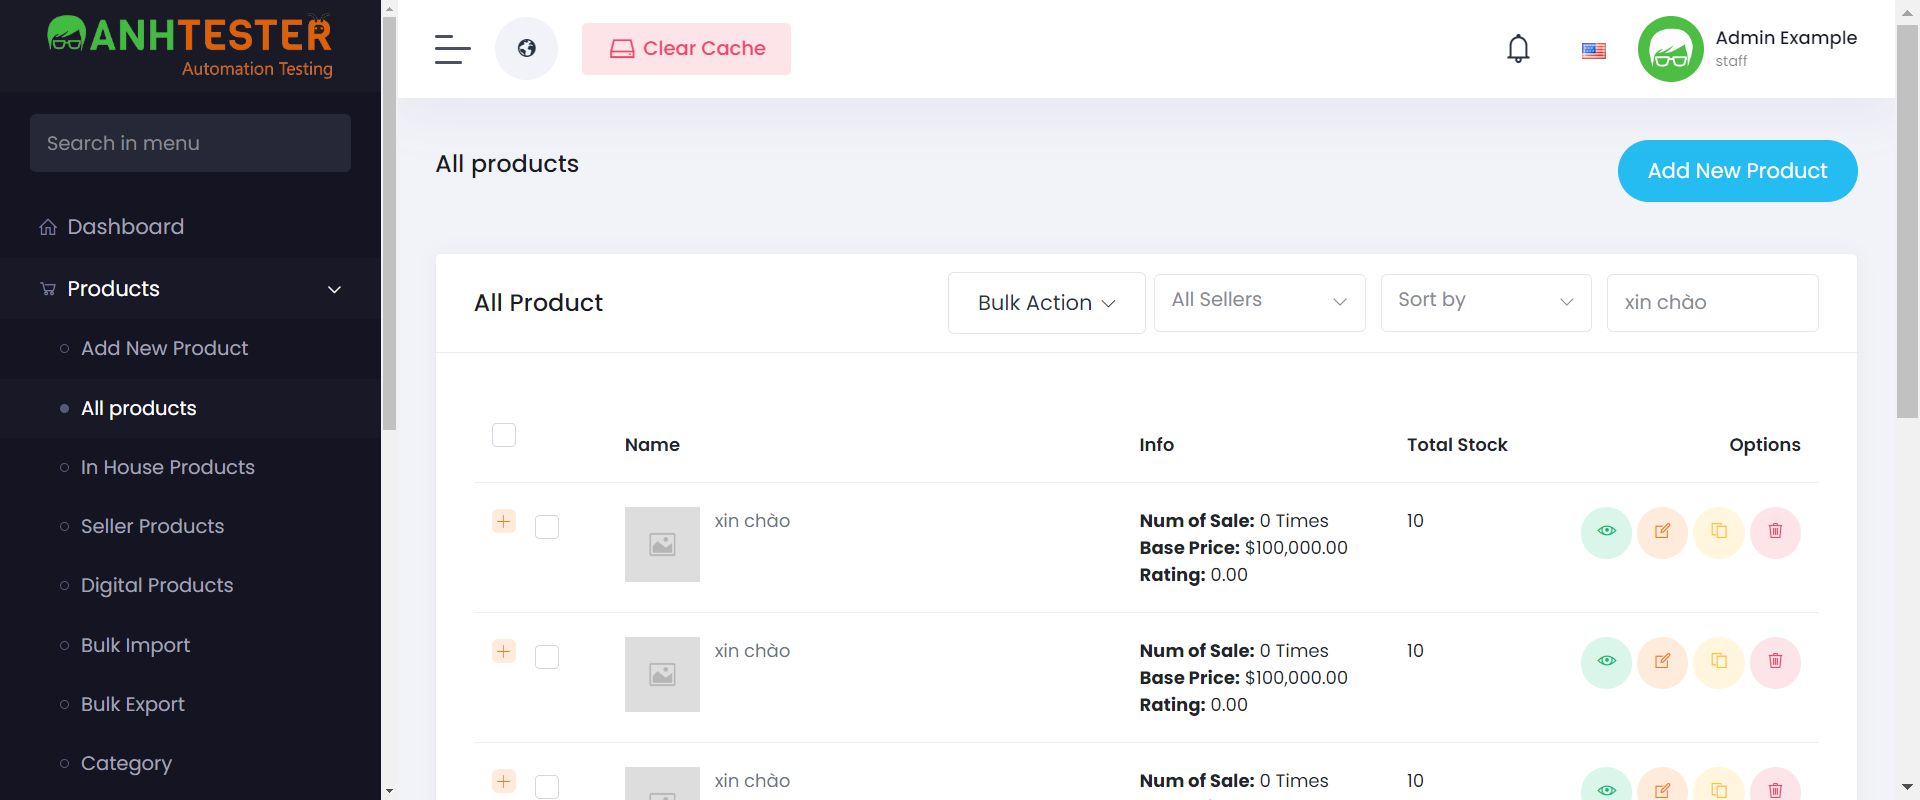 ANHTESTER
Automation Testing
Search in menu
Dashboard
Products
Add New Product
All products
In House Products
Seller Products
Digital Products
Bulk Import
Bulk Export
Category
Clear Cache
Admin Example
staff
All products
Add New Product
All Product
Bulk Action
All Sellers
Sort by
xin chào
Name
Info
Total Stock
Options
xin chào
Num of Sale: 0 Times
Base Price: $100,000.00
Rating: 0.00
10
xin chào
Num of Sale: 0 Times
Base Price: $100,000.00
Rating: 0.00
10
xin chào
Num of Sale: 0 Times
10